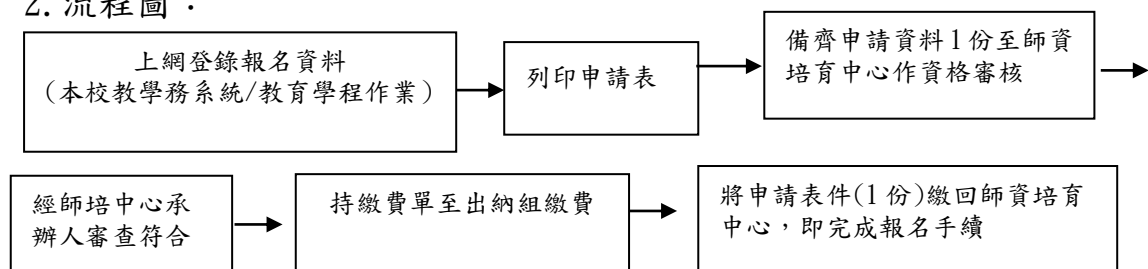 2.流程圖：
上網登錄報名資料
（本校教學務系統/教育學程作業）
列印申請表
備齊申請資料1份至師資
培育中心作資格審核
經師培中心承
辦人審查符合
持繳費單至出納組繳費
將申請表件(1份)繳回師資培育
中心，即完成報名手續